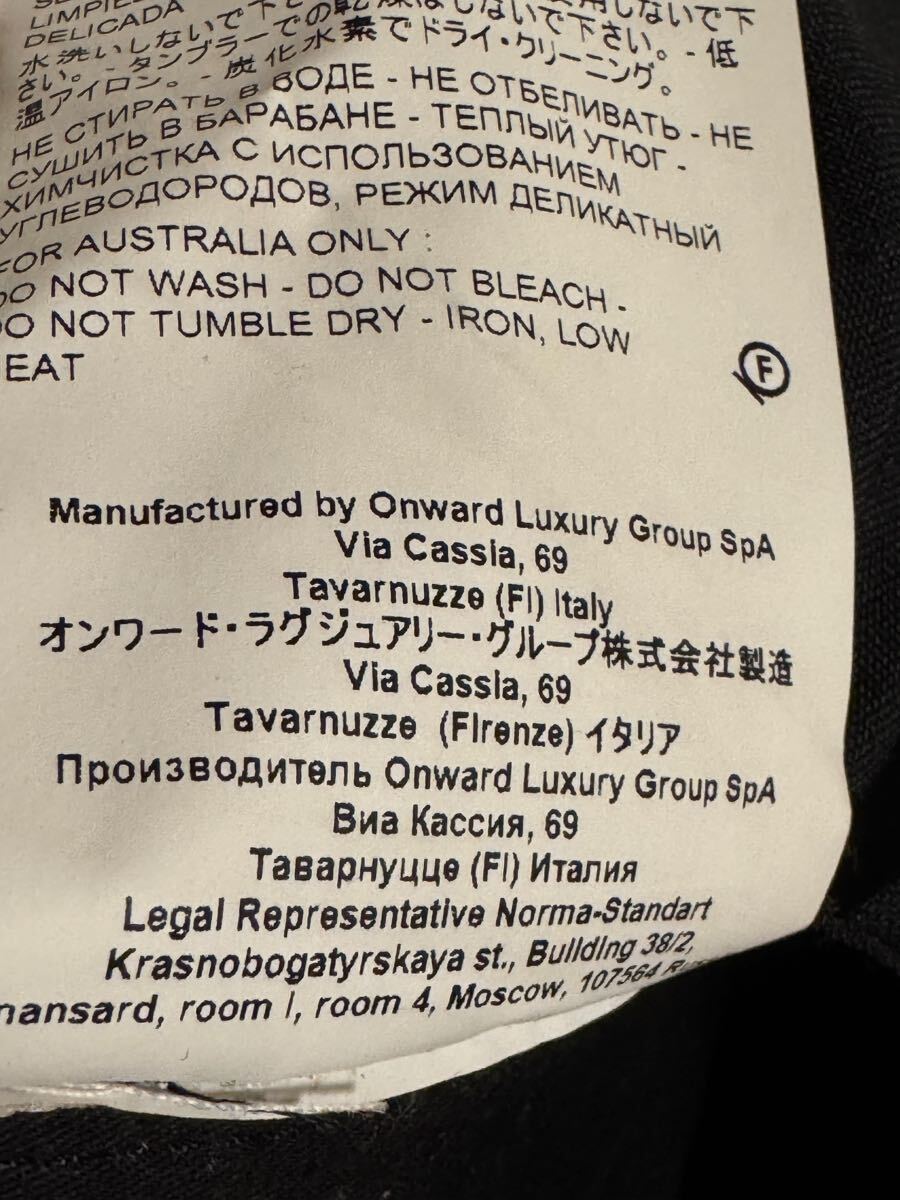 LIMPIE
DELICADA
水洗いしないで下さ
用しないで下
さい。-タンブラーでの乾燥はしないで下さい。-低
温アイロン。-炭化水素でドライ・クリーニング。
НЕ СТИРАТЬ В ВОДЕ - НЕ ОТБЕЛИВАТЬ - НЕ
СУШИТЬ В БАРАБАНЕ - ТЕПЛЫЙ УТЮГ -
ХИМЧИСТКА С ИСПОЛЬЗОВАНИЕМ
УГЛЕВОДОРОДОВ, РЕЖИМ ДЕЛИКАТНЫЙ
FOR AUSTRALIA ONLY :
DO NOT WASH - DO NOT BLEACH -
DO NOT TUMBLE DRY - IRON, LOW
EAT
F
Manufactured by Onward Luxury Group SpA
Via Cassia, 69
Tavarnuzze (FI) Italy
オンワード・ラグジュアリー・グループ株式会社製造
Via Cassia, 69
Tavarnuzze (Firenze) イタリア
Производитель Onward Luxury Group SpA
Виа Кассия, 69
Таварнуцце (FI) Италия
Legal Representative Norma-Standart
Krasnobogatyrskaya st., Building 38/2,
mansard, room I, room 4, Moscow, 107564